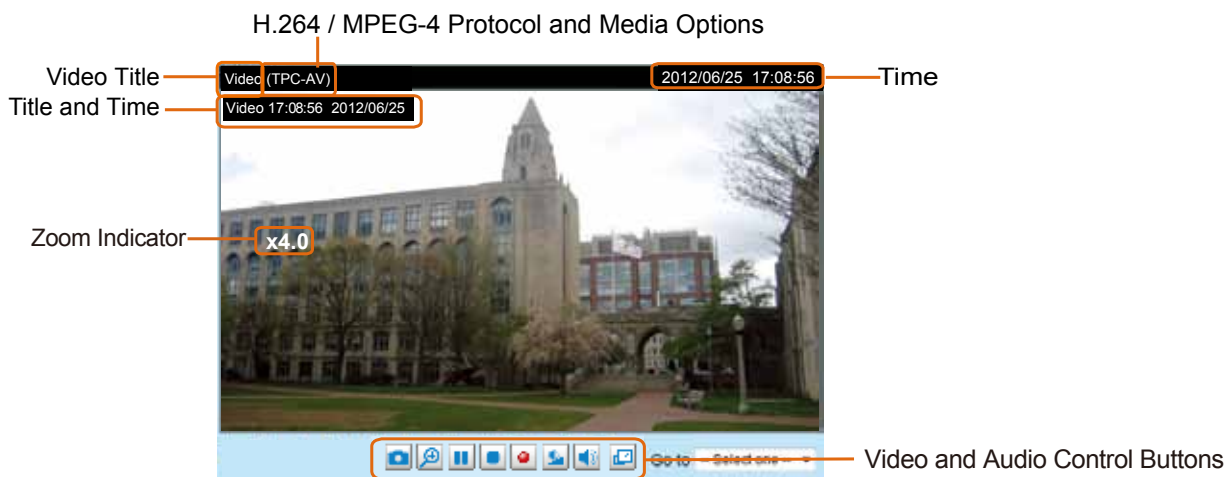 H.264 / MPEG-4 Protocol and Media Options
Video Title
Video (TPC-AV)
2012/06/25 17:08:56
Time
Title and Time
Video 17:08:56 2012/06/25
Zoom Indicator
x4.0
Go to
Select one
Video and Audio Control Buttons